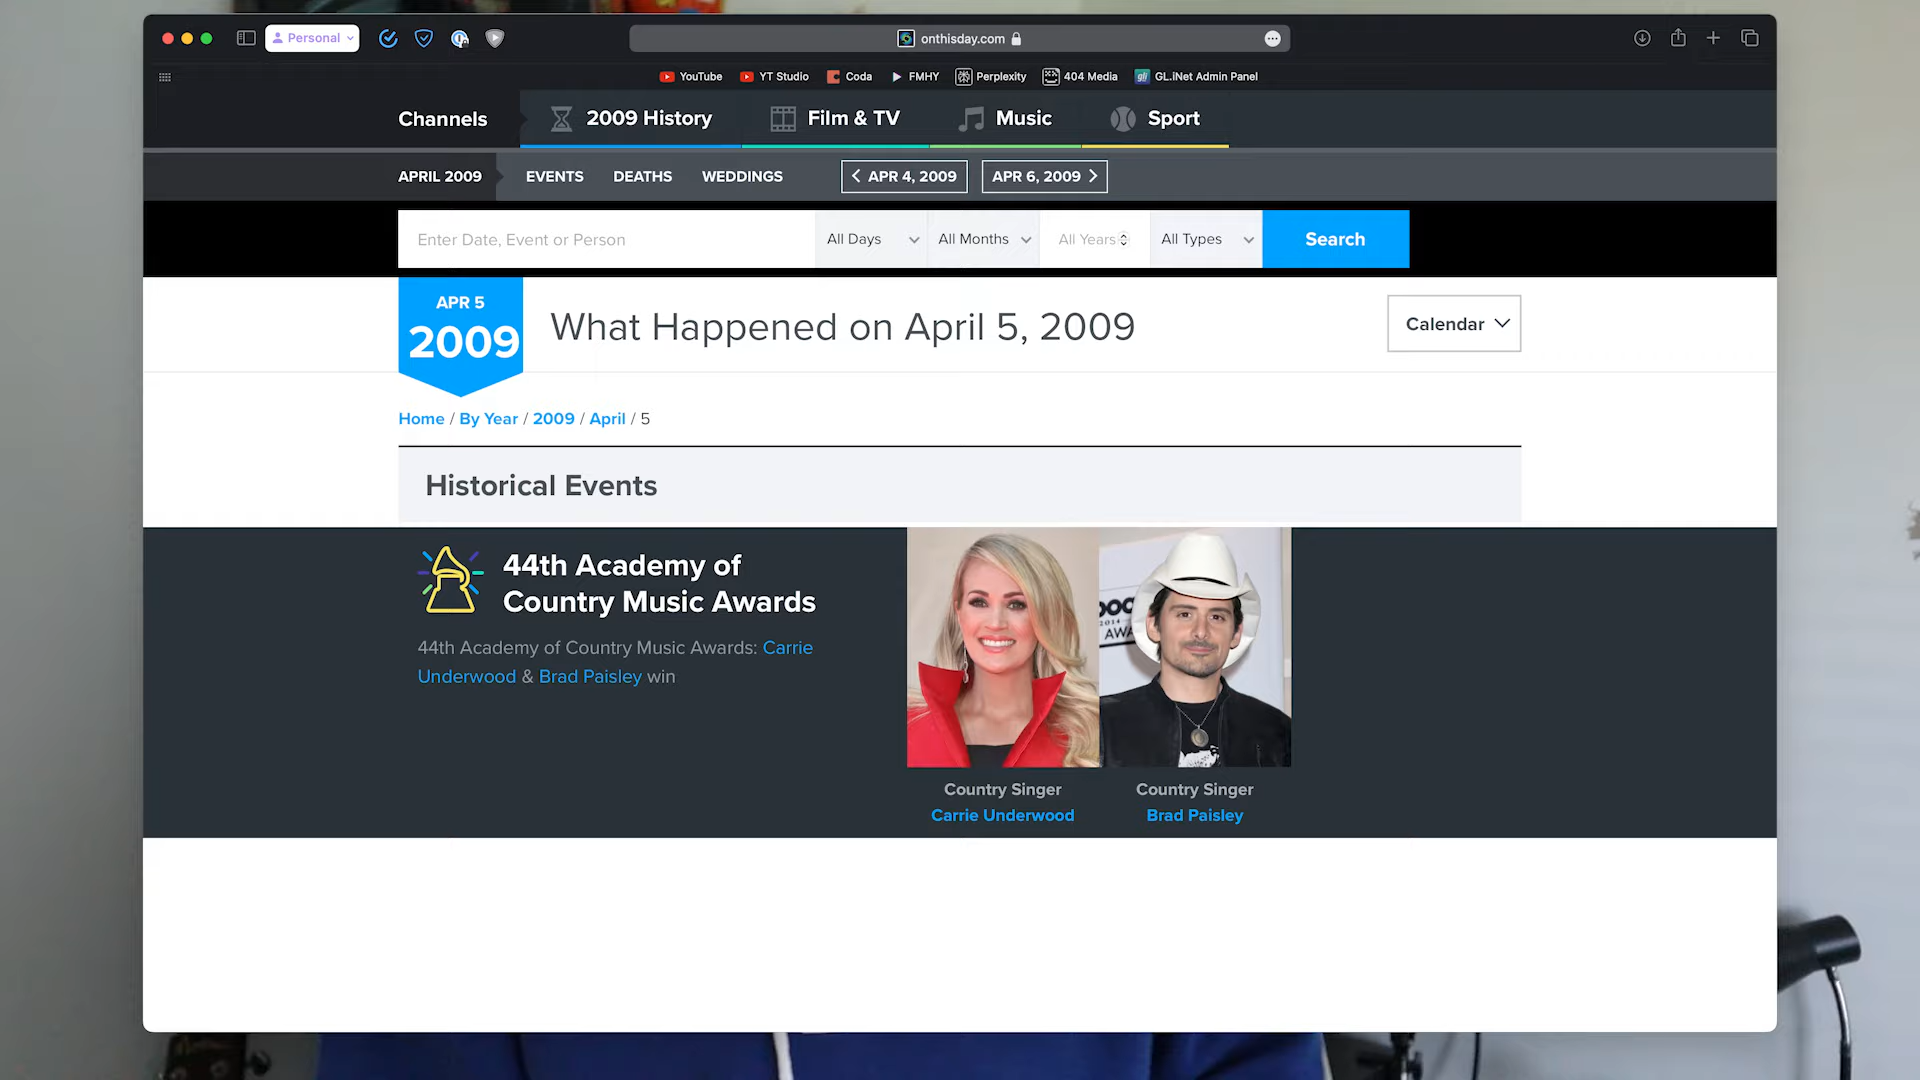 Personal
onthisday.com
YouTube
YT Studio
Coda
FMHY
Perplexity
404 Media
gli GL.iNet Admin Panel
Channels
2009 History
Film & TV
Music
Sport
APRIL 2009
EVENTS
DEATHS
WEDDINGS
APR 4, 2009
APR 6, 2009
Enter Date, Event or Person
All Days
All Months
All Years
All Types
Search
APR 5
2009
What Happened on April 5, 2009
Calendar
Home / By Year / 2009 / April / 5
Historical Events
44th Academy of
Country Music Awards
44th Academy of Country Music Awards: Carrie
Underwood & Brad Paisley win
2014
AWA
Country Singer
Carrie Underwood
Country Singer
Brad Paisley